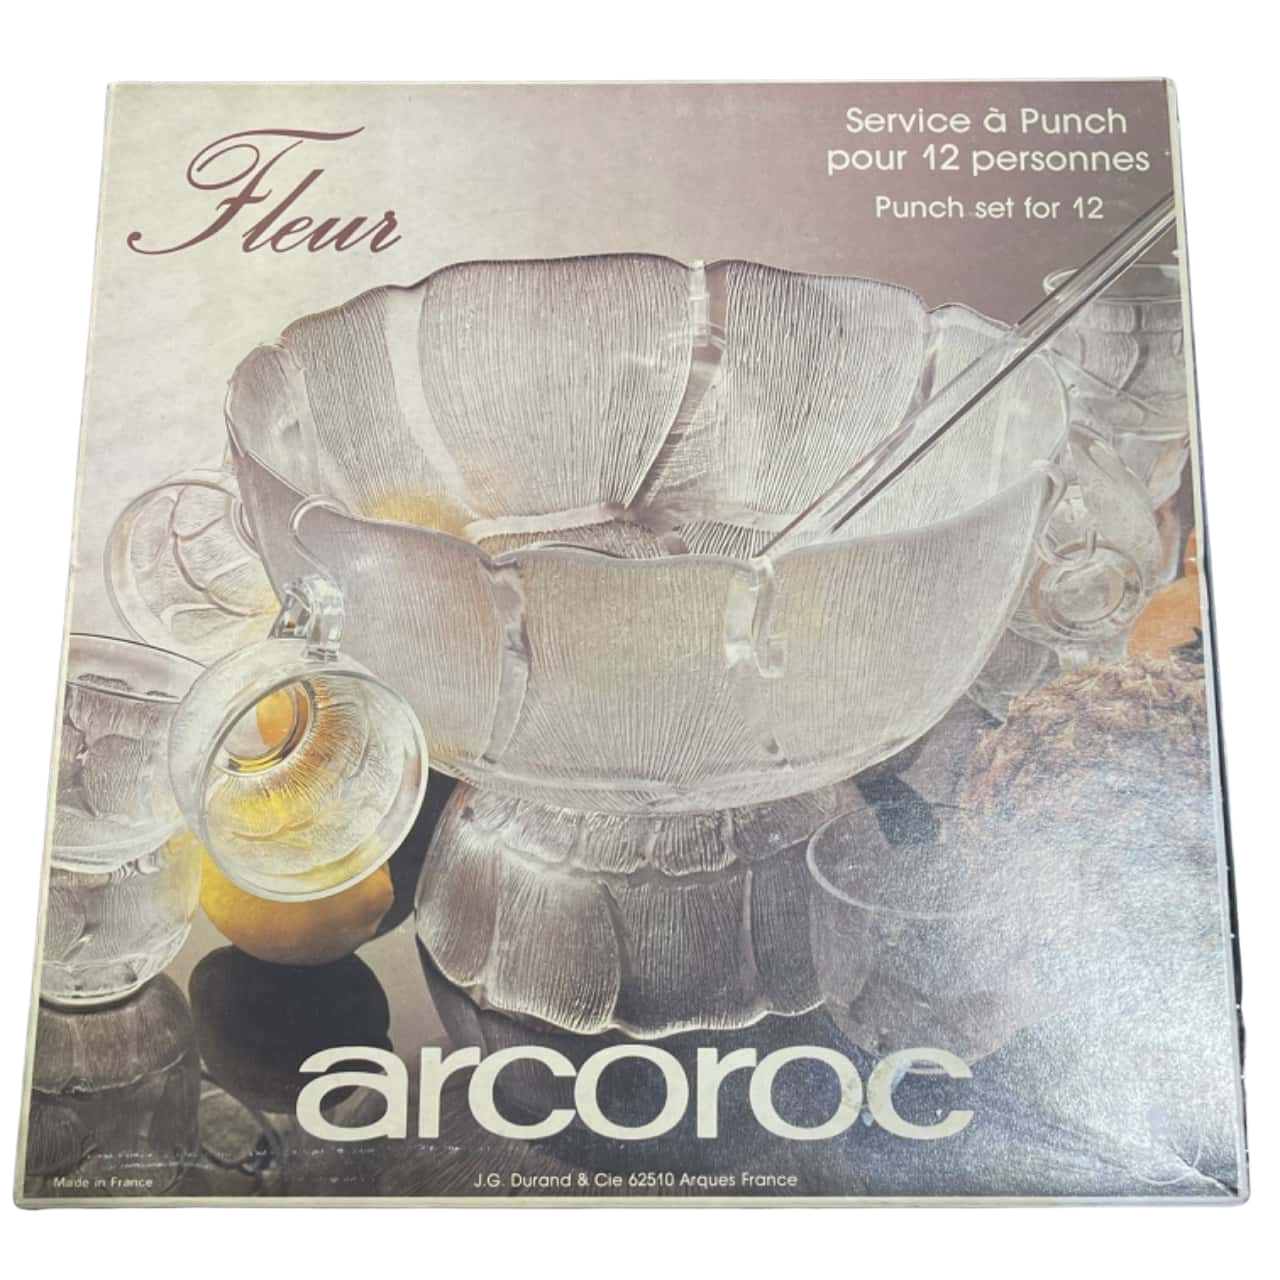 Fleur
Service à Punch
pour 12 personnes
Punch set for 12
arcoroc
Made in France
J.G. Durand & Cie 62510 Arques France